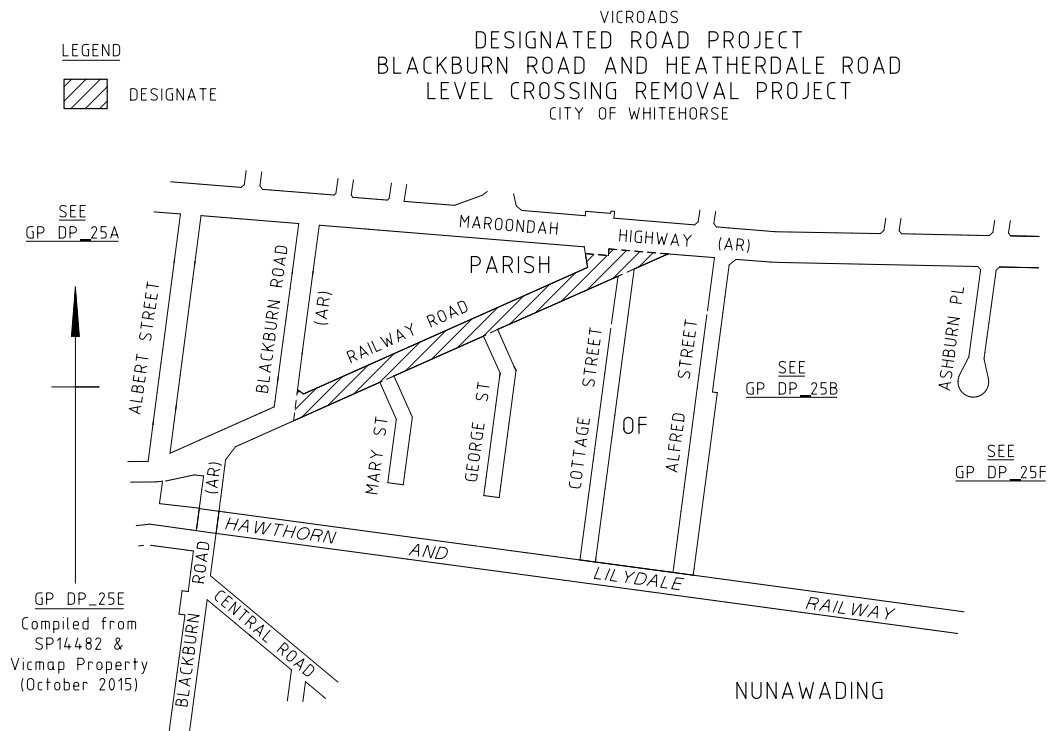 VICROADS
DESIGNATED ROAD PROJECT
BLACKBURN ROAD AND HEATHERDALE ROAD
LEVEL CROSSING REMOVAL PROJECT
CITY OF WHITEHORSE
LEGEND
DESIGNATE
SEE
GP DP_25A
MAROONDAH HIGHWAY (AR)
PARISH
ALBERT STREET
BLACKBURN ROAD
(AR)
RAILWAY ROAD
MARY ST
GEORGE ST
COTTAGE STREET
OF
ALFRED STREET
SEE
GP DP_25B
ASHBURN PL
SEE
GP DP_25F
(AR)
HAWTHORN AND LILYDALE RAILWAY
BLACKBURN ROAD
CENTRAL ROAD
GP DP_25E
Compiled from
SP14482 &
Vicmap Property
(October 2015)
NUNAWADING